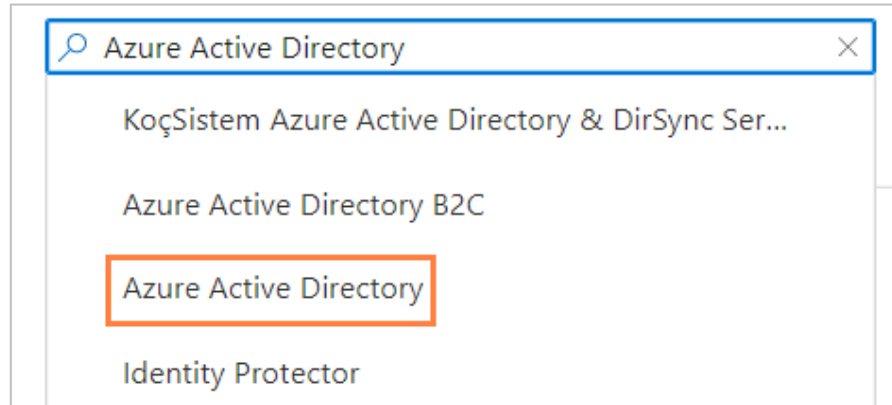 Azure Active Directory
KoçSistem Azure Active Directory & DirSync Ser...
Azure Active Directory B2C
Azure Active Directory
Identity Protector